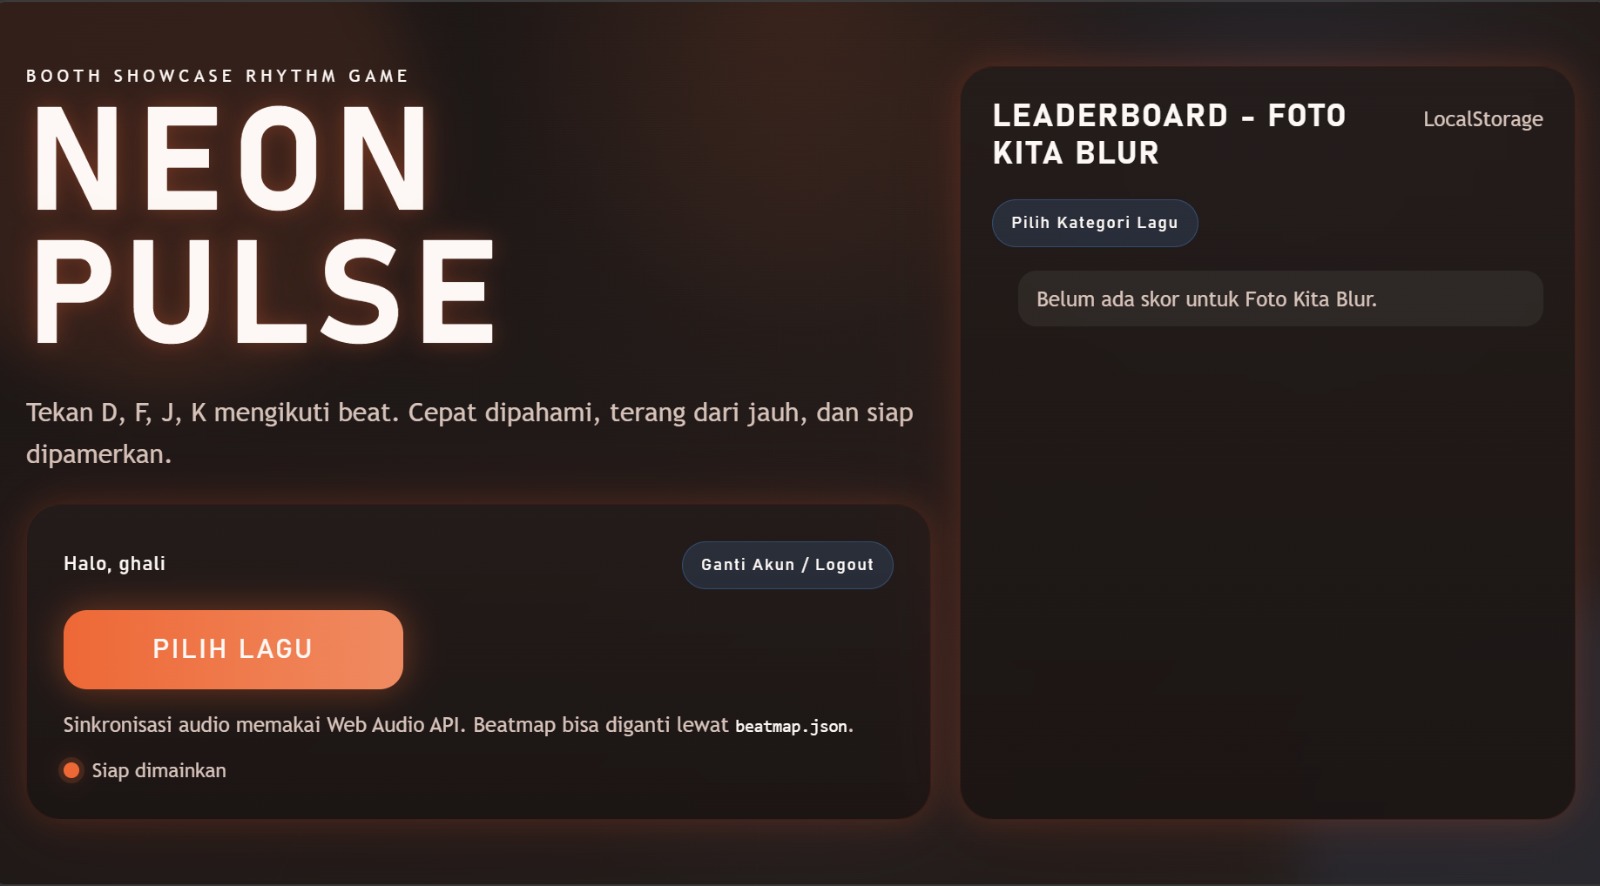 BOOTH SHOWCASE RHYTHM GAME
NEON
PULSE
Tekan D, F, J, K mengikuti beat. Cepat dipahami, terang dari jauh, dan siap
dipamerkan.
Halo, ghali
Ganti Akun / Logout
PILIH LAGU
Sinkronisasi audio memakai Web Audio API. Beatmap bisa diganti lewat beatmap.json.
Siap dimainkan
LEADERBOARD - FOTO
KITA BLUR
LocalStorage
Pilih Kategori Lagu
Belum ada skor untuk Foto Kita Blur.